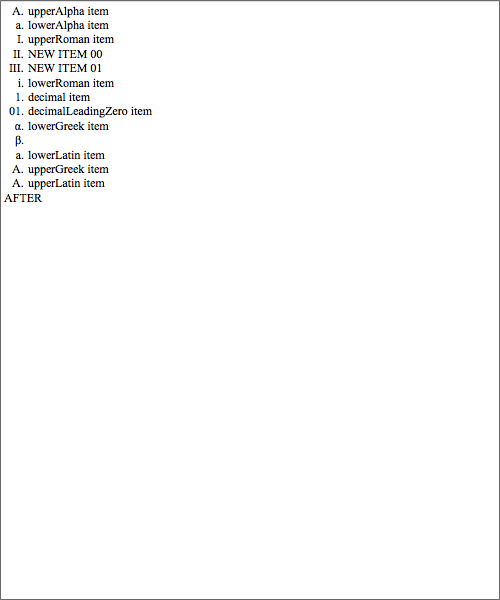 A. upperAlpha item
a. lowerAlpha item
I. upperRoman item
II. NEW ITEM 00
III. NEW ITEM 01
i. lowerRoman item
1. decimal item
01. decimalLeadingZero item
α. lowerGreek item
β.
a. lowerLatin item
A. upperGreek item
A. upperLatin item
AFTER